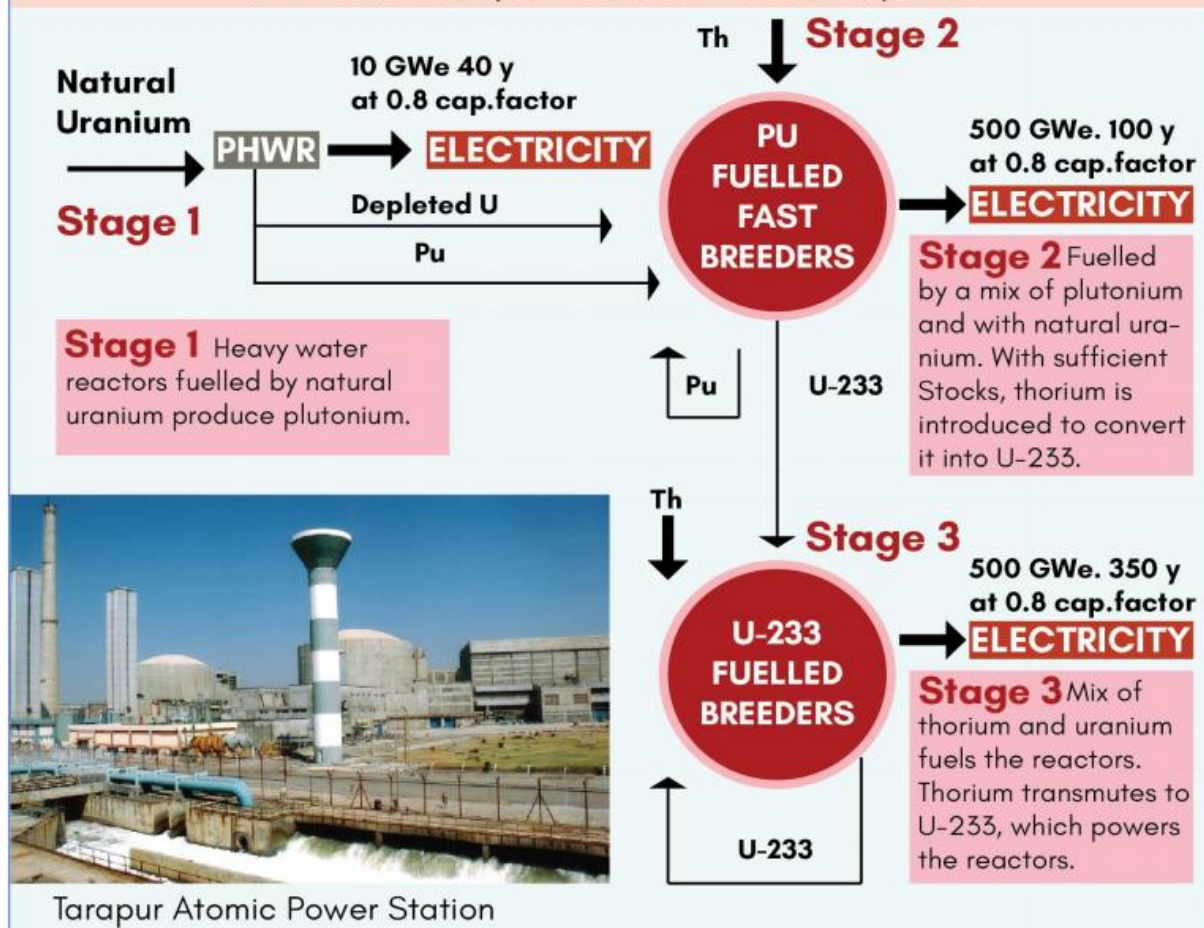 Th
Stage 2
Natural
Uranium
10 GWe 40 y
at 0.8 cap.factor
PHWR
ELECTRICITY
Stage 1
Depleted U
Pu
PU
FUELLED
FAST
BREEDERS
500 GWe. 100 y
at 0.8 cap.factor
ELECTRICITY
Stage 2 Fuelled
by a mix of plutonium
and with natural ura-
nium. With sufficient
Stocks, thorium is
introduced to convert
it into U-233.
Stage 1 Heavy water
reactors fuelled by natural
uranium produce plutonium.
Pu
U-233
Th
Stage 3
U-233
FUELLED
BREEDERS
500 GWe. 350 y
at 0.8 cap.factor
ELECTRICITY
Stage 3 Mix of
thorium and uranium
fuels the reactors.
Thorium transmutes to
U-233, which powers
the reactors.
U-233
Tarapur Atomic Power Station